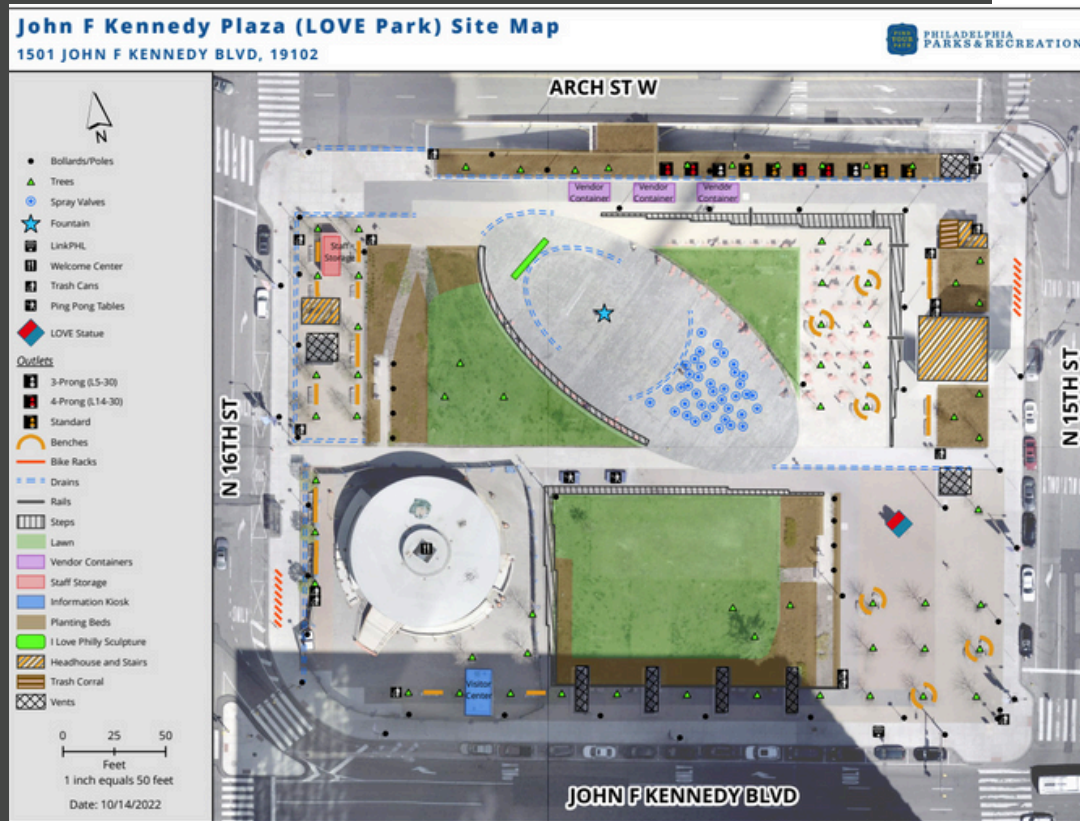 John F Kennedy Plaza (LOVE Park) Site Map
1501 JOHN F KENNEDY BLVD, 19102
FIND
YOUR
PATH
PHILADELPHIA
PARKS&RECREATION
N
Bollards/Poles
Trees
Spray Valves
Fountain
LinkPHL
Welcome Center
Trash Cans
Ping Pong Tables
LOVE Statue
Outlets
3-Prong (L5-30)
4-Prong (L14-30)
Standard
Benches
Bike Racks
Drains
Rails
Steps
Lawn
Vendor Containers
Staff Storage
Information Kiosk
Planting Beds
I Love Philly Sculpture
Headhouse and Stairs
Trash Corral
Vents
0 25 50
Feet
1 inch equals 50 feet
Date: 10/14/2022
ARCH ST W
Vendor
Container
Vendor
Container
Vendor
Container
Staff
Storage
N 16TH ST
N 15TH ST
Visitor
Center
ONLY
JOHN F KENNEDY BLVD